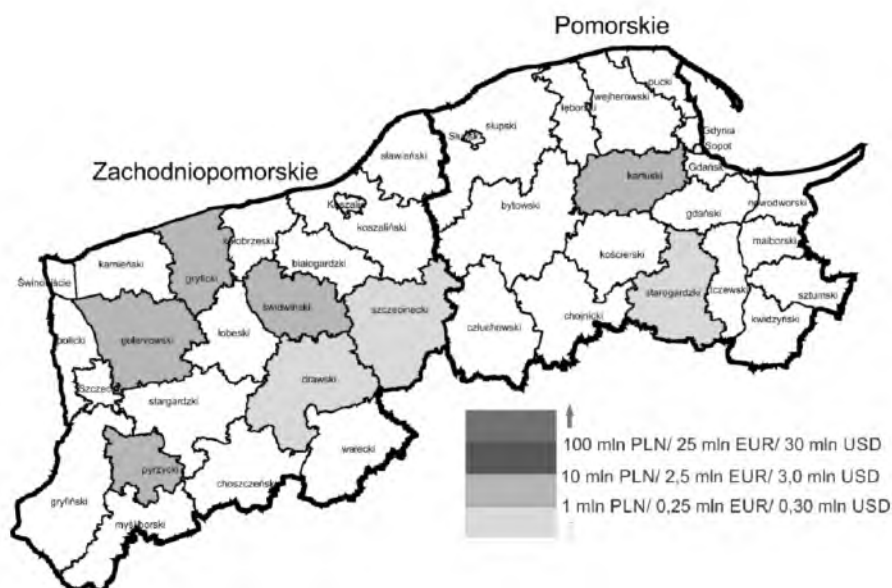 Pomorskie
pucki
wejherowski
lęborski
słupski
Słupsk
Gdynia
Sopot
sławieński
Zachodniopomorskie
Gdańsk
kartuski
bytowski
nowodworski
gdański
Koszalin
koszaliński
kołobrzeski
malborski
kościerski
białogardzki
kamieński
gryficki
Świnoujście
starogardzki
tczewski
sztumski
świdwiński
szczecinecki
chojnicki
kwidzyński
człuchowski
goleniowski
łobeski
policki
drawski
Szczecin
stargardzki
100 mln PLN/ 25 mln EUR/ 30 mln USD
wałecki
pyrzycki
10 mln PLN/ 2,5 mln EUR/ 3,0 mln USD
choszczeński
gryfiński
1 mln PLN/ 0,25 mln EUR/ 0,30 mln USD
myśliborski